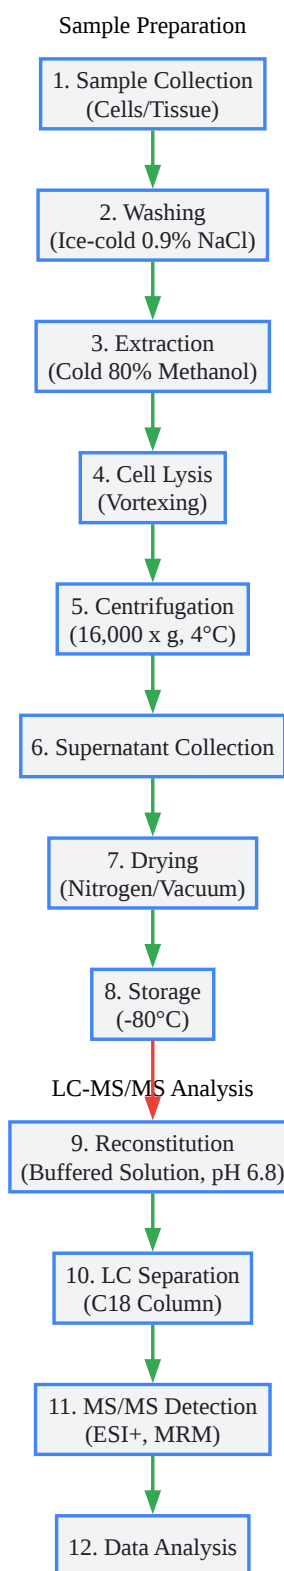 Sample Preparation
1. Sample Collection
(Cells/Tissue)
2. Washing
(Ice-cold 0.9% NaCl)
3. Extraction
(Cold 80% Methanol)
4. Cell Lysis
(Vortexing)
5. Centrifugation
(16,000 x g, 4°C)
6. Supernatant Collection
7. Drying
(Nitrogen/Vacuum)
8. Storage
(-80°C)
LC-MS/MS Analysis
9. Reconstitution
(Buffered Solution, pH 6.8)
10. LC Separation
(C18 Column)
11. MS/MS Detection
(ESI+, MRM)
12. Data Analysis